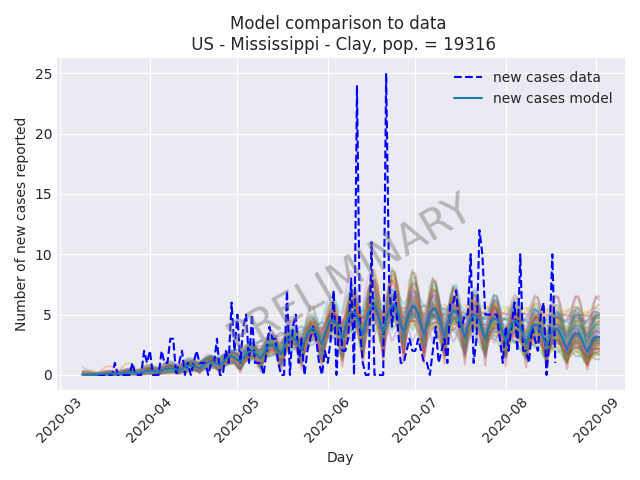 Model comparison to data
US - Mississippi - Clay, pop. = 19316
new cases data
new cases model
Number of new cases reported
25
20
15
10
5
0
PRELIMINARY
2020-03
2020-04
2020-05
2020-06
2020-07
2020-08
2020-09
Day